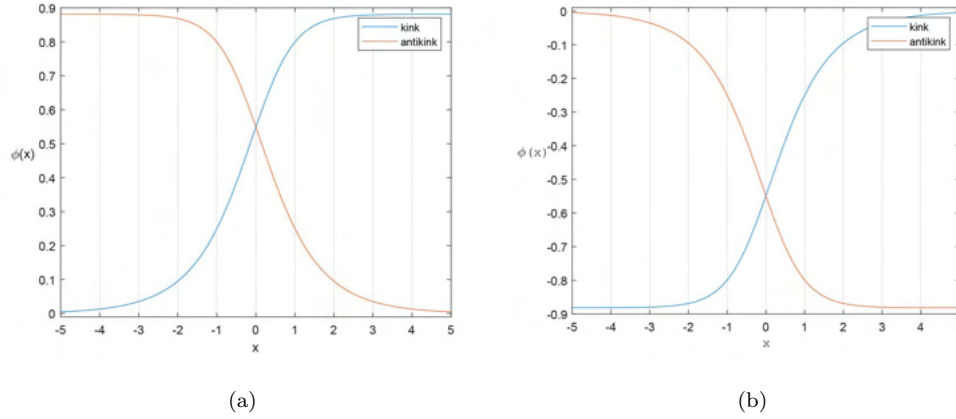 0.9
0.8
0.7
0.6
0.5
0.4
0.3
0.2
0.1
0
ϕ(x)
kink
antikink
-5 -4 -3 -2 -1 0 1 2 3 4 5
x
(a)
0
-0.1
-0.2
-0.3
-0.4
-0.5
-0.6
-0.7
-0.8
-0.9
ϕ(x)
kink
antikink
-5 -4 -3 -2 -1 0 1 2 3 4 5
x
(b)